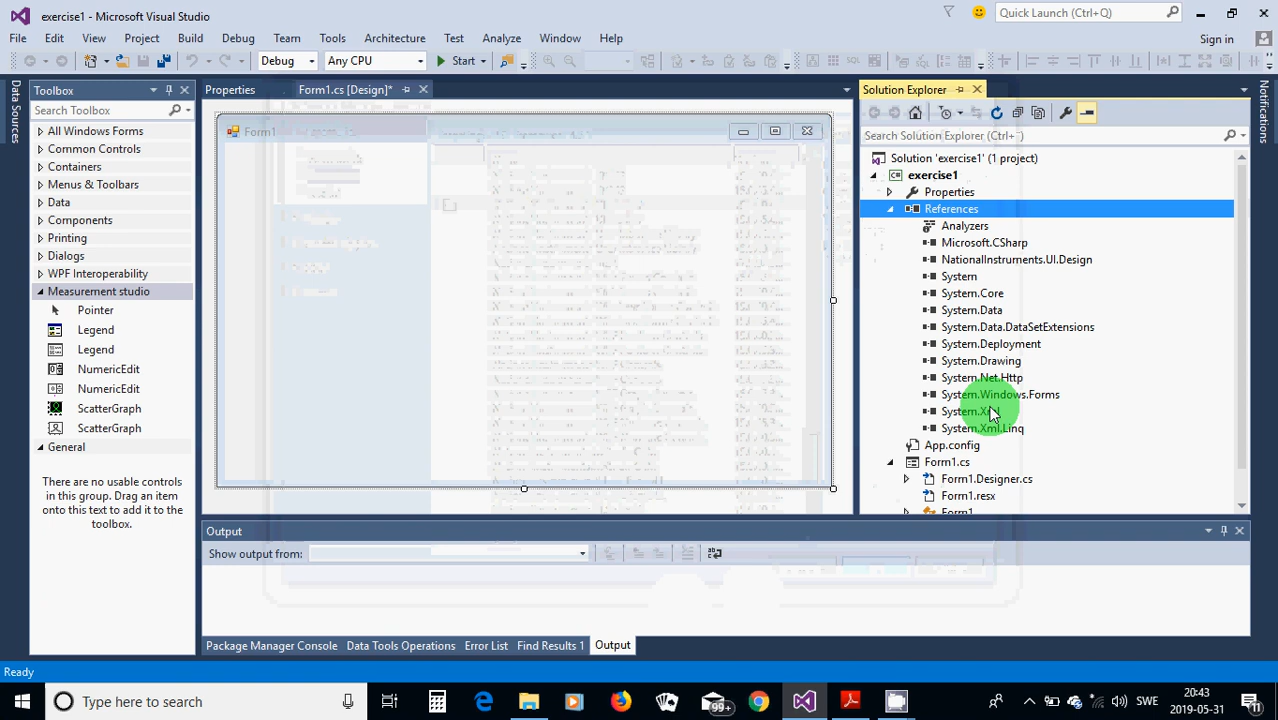 exercise1 - Microsoft Visual Studio
Quick Launch (Ctrl+Q)
File Edit View Project Build Debug Team Tools Architecture Test Analyze Window Help
Sign in
Debug Any CPU Start
Data Sources
Toolbox
Search Toolbox
All Windows Forms
Common Controls
Containers
Menus & Toolbars
Data
Components
Printing
Dialogs
WPF Interoperability
Measurement studio
Pointer
Legend
Legend
NumericEdit
NumericEdit
ScatterGraph
ScatterGraph
General
There are no usable controls
in this group. Drag an item
onto this text to add it to the
toolbox.
Properties Form1.cs [Design]*
Form1
Solution Explorer
Search Solution Explorer (Ctrl+¨)
Solution 'exercise1' (1 project)
exercise1
Properties
References
Analyzers
Microsoft.CSharp
NationalInstruments.UI.Design
System
System.Core
System.Data
System.Data.DataSetExtensions
System.Deployment
System.Drawing
System.Net.Http
System.Windows.Forms
System.Xml
System.Xml.Linq
App.config
Form1.cs
Form1.Designer.cs
Form1.resx
Form1
Notifications
Output
Show output from:
Package Manager Console Data Tools Operations Error List Find Results 1 Output
Ready
Type here to search
99+
SWE
20:43
2019-05-31
11